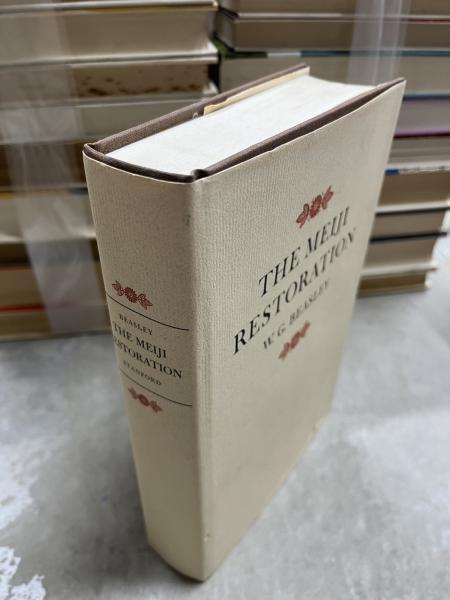 BEASLEY
THE MEIJI
RESTORATION
STANFORD
THE MEIJI
RESTORATION
W. G. BEASLEY